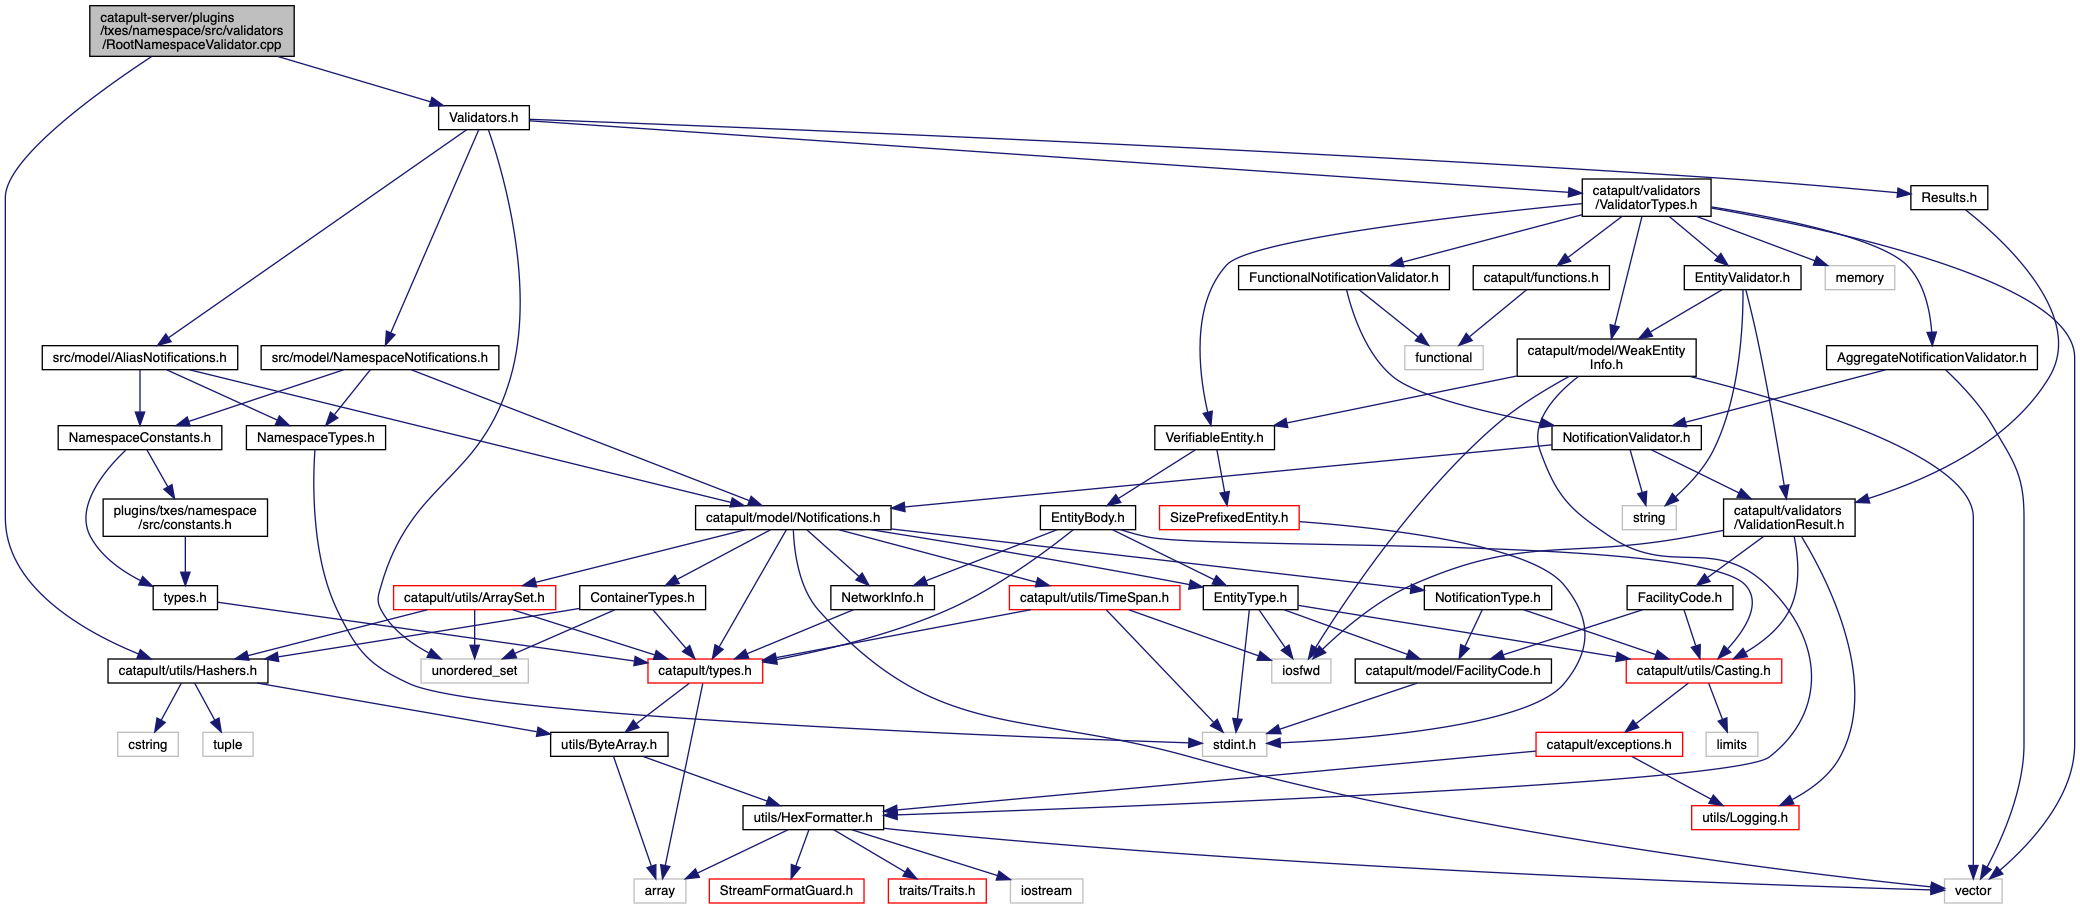 catapult-server/plugins
/txes/namespace/src/validators
/RootNamespaceValidator.cpp
Validators.h
catapult/validators
/ValidatorTypes.h
Results.h
FunctionalNotificationValidator.h
catapult/functions.h
EntityValidator.h
memory
src/model/AliasNotifications.h
src/model/NamespaceNotifications.h
functional
catapult/model/WeakEntity
Info.h
AggregateNotificationValidator.h
NamespaceConstants.h
NamespaceTypes.h
VerifiableEntity.h
NotificationValidator.h
plugins/txes/namespace
/src/constants.h
catapult/model/Notifications.h
EntityBody.h
SizePrefixedEntity.h
string
catapult/validators
/ValidationResult.h
types.h
catapult/utils/ArraySet.h
ContainerTypes.h
NetworkInfo.h
catapult/utils/TimeSpan.h
EntityType.h
NotificationType.h
FacilityCode.h
catapult/utils/Hashers.h
unordered_set
catapult/types.h
iosfwd
catapult/model/FacilityCode.h
catapult/utils/Casting.h
cstring
tuple
utils/ByteArray.h
stdint.h
catapult/exceptions.h
limits
utils/HexFormatter.h
utils/Logging.h
array
StreamFormatGuard.h
traits/Traits.h
iostream
vector